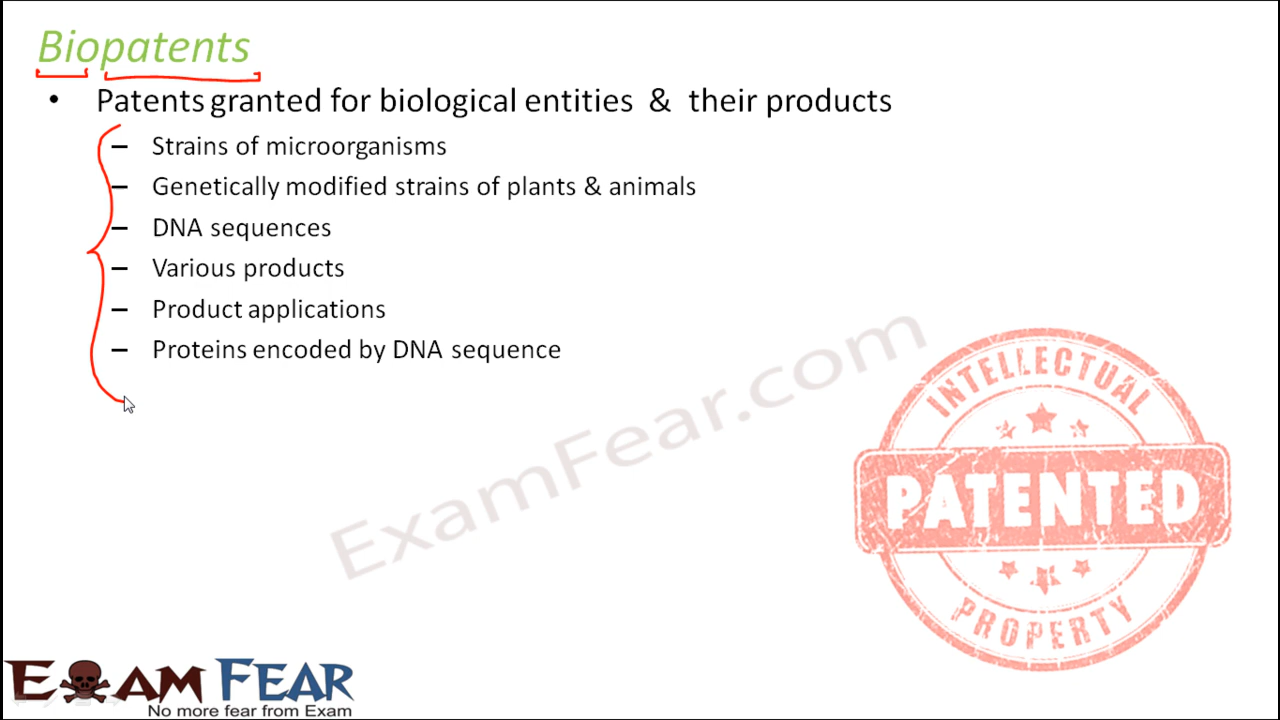 Biopatents
• Patents granted for biological entities & their products
– Strains of microorganisms
– Genetically modified strains of plants & animals
– DNA sequences
– Various products
– Product applications
– Proteins encoded by DNA sequence
ExamFear.com
INTELLECTUAL
PATENTED
PROPERTY
EXAM FEAR
No more fear from Exam